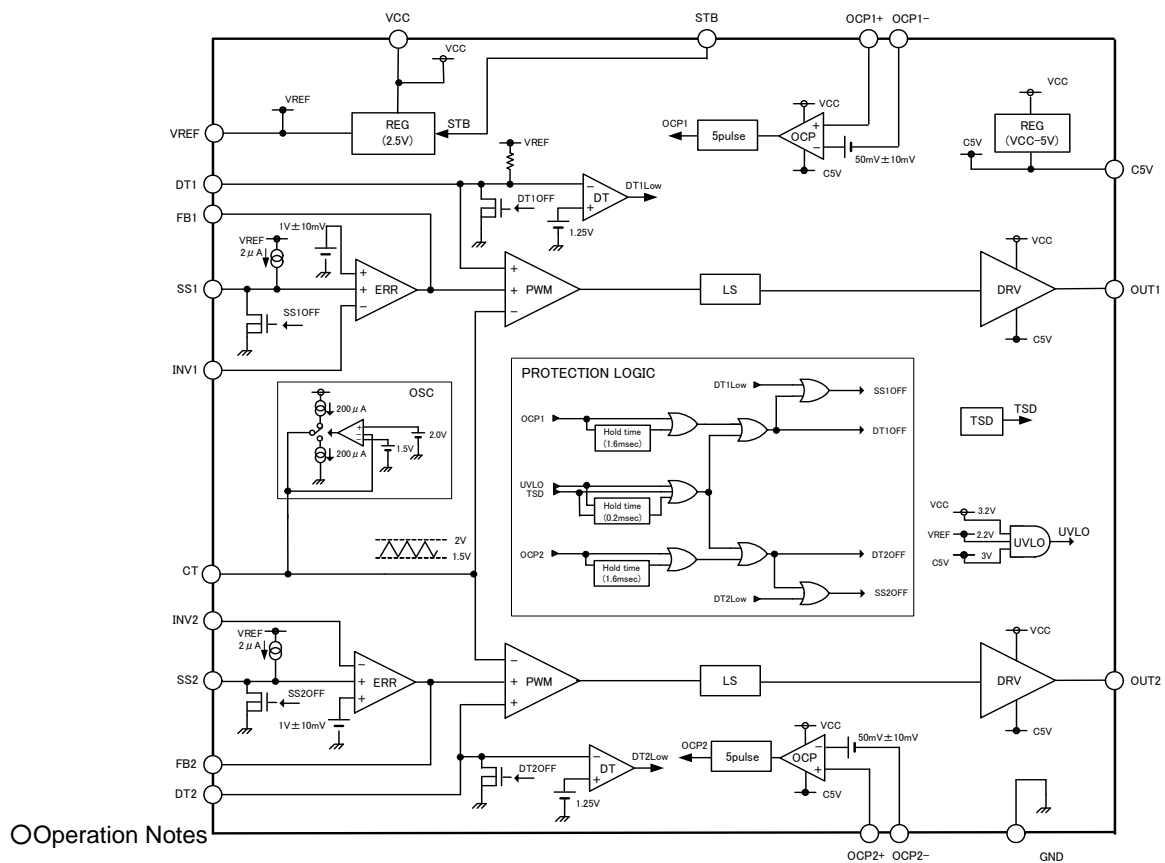 VCC
STB
OCP1+ OCP1-
VCC
VREF
VREF
REG
(2.5V)
STB
OCP1
5pulse
OCP
VCC
+
-
50mV±10mV
C5V
VCC
REG
(VCC-5V)
C5V
C5V
VREF
DT1
DT1OFF
-
+
DT
DT1Low
1.25V
FB1
1V±10mV
VREF
2μA
SS1
SS1OFF
+
+
-
ERR
INV1
+
+
-
PWM
LS
VCC
DRV
C5V
OUT1
OSC
200μA
200μA
+
-
-
2.0V
1.5V
PROTECTION LOGIC
DT1Low
SS1OFF
OCP1
Hold time
(1.6msec)
DT1OFF
UVLO
TSD
Hold time
(0.2msec)
OCP2
Hold time
(1.6msec)
DT2OFF
DT2Low
SS2OFF
TSD
TSD
VCC
3.2V
VREF
2.2V
C5V
3V
UVLO
UVLO
2V
1.5V
CT
INV2
VREF
2μA
SS2
SS2OFF
-
+
+
ERR
1V±10mV
-
+
+
PWM
LS
VCC
DRV
C5V
OUT2
FB2
DT2
DT2OFF
-
+
DT
DT2Low
1.25V
OCP2
5pulse
OCP
VCC
-
+
50mV±10mV
C5V
○Operation Notes
OCP2+ OCP2-
GND